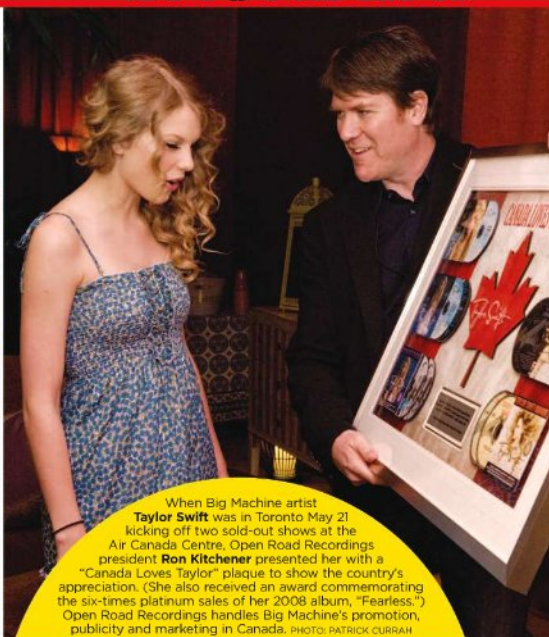 CANADA LOVES
Taylor Swift
When Big Machine artist
Taylor Swift was in Toronto May 21
kicking off two sold-out shows at the
Air Canada Centre, Open Road Recordings
president Ron Kitchener presented her with a
“Canada Loves Taylor” plaque to show the country’s
appreciation. (She also received an award commemorating
the six-times platinum sales of her 2008 album, “Fearless.”)
Open Road Recordings handles Big Machine’s promotion,
publicity and marketing in Canada. PHOTO: PATRICK CURRAH